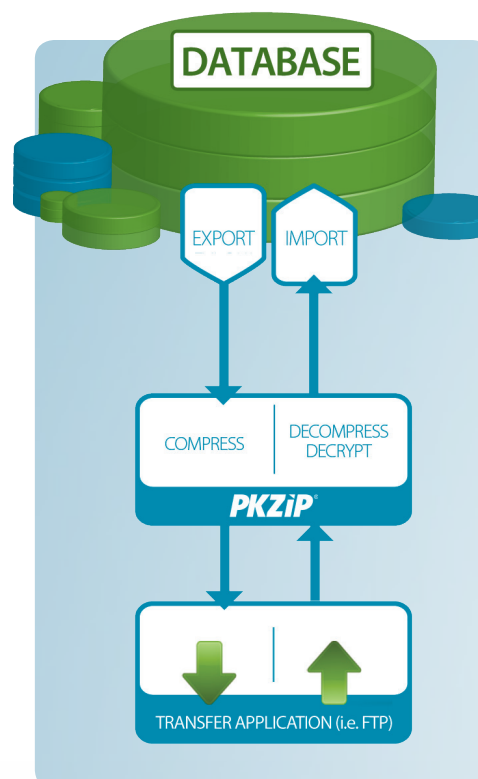 DATABASE
EXPORT
IMPORT
COMPRESS
DECOMPRESS
DECRYPT
PKZiP®
TRANSFER APPLICATION (i.e. FTP)